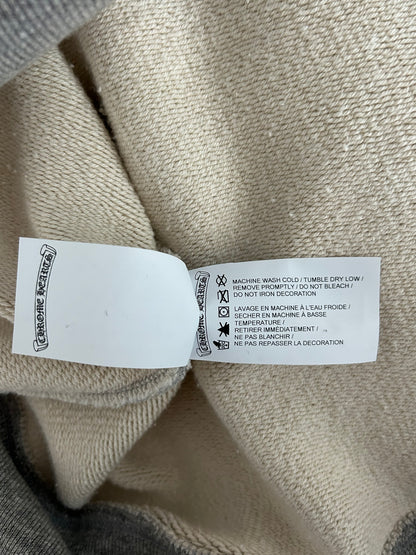 CHROME HEARTS
CHROME HEARTS
MACHINE WASH COLD / TUMBLE DRY LOW /
REMOVE PROMPTLY / DO NOT BLEACH /
DO NOT IRON DECORATION
LAVAGE EN MACHINE À L'EAU FROIDE /
SECHER EN MACHINE À BASSE
TEMPERATURE /
RETIRER IMMÉDIATEMENT /
NE PAS BLANCHIR /
NE PAS REPASSER LA DECORATION